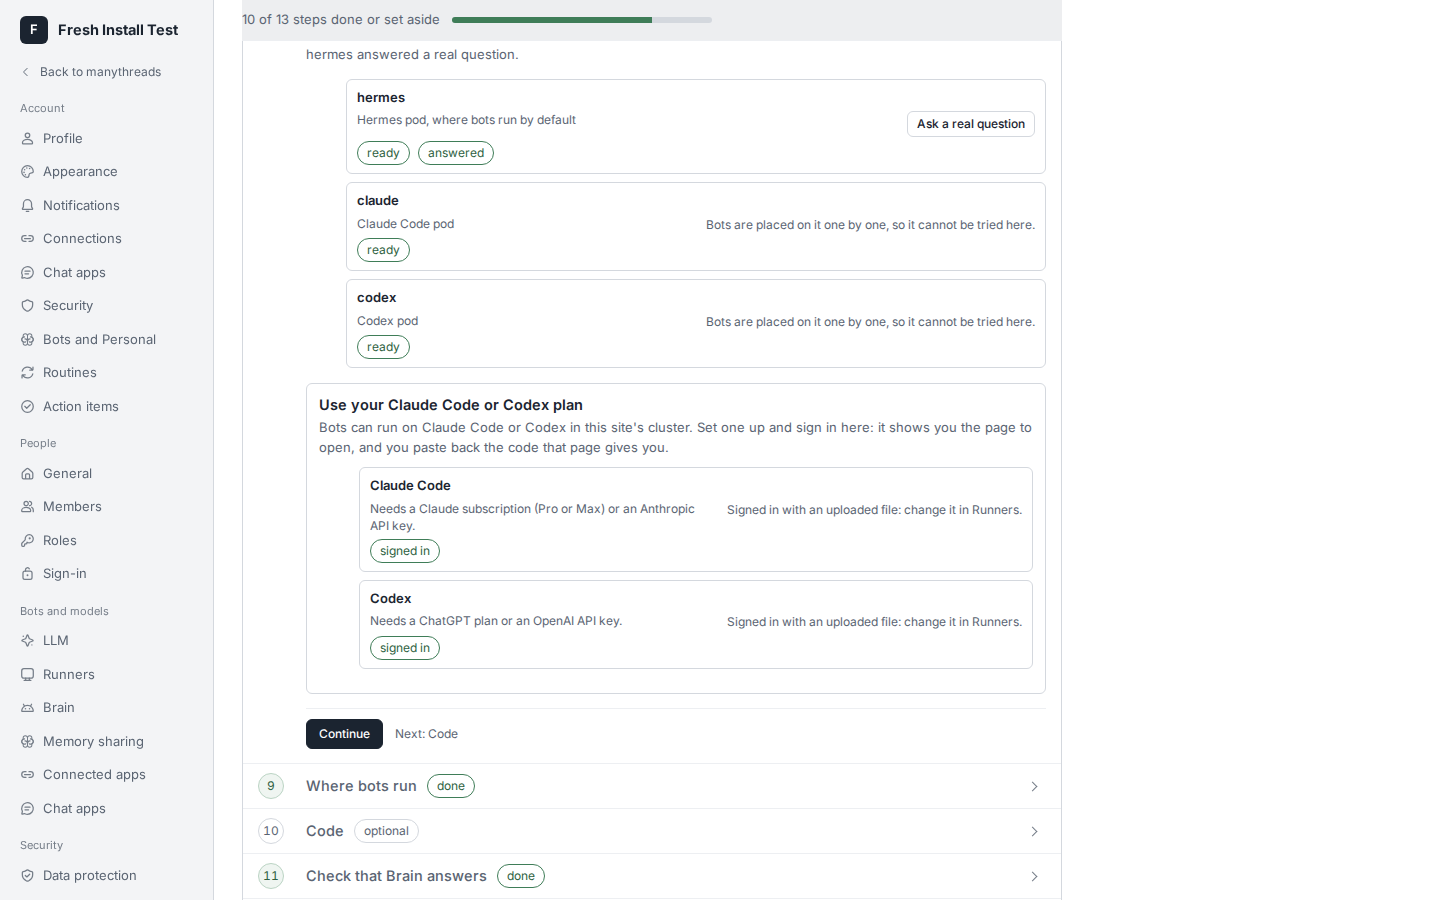 F Fresh Install Test
Back to manythreads
Account
Profile
Appearance
Notifications
Connections
Chat apps
Security
Bots and Personal
Routines
Action items
People
General
Members
Roles
Sign-in
Bots and models
LLM
Runners
Brain
Memory sharing
Connected apps
Chat apps
Security
Data protection
10 of 13 steps done or set aside
hermes answered a real question.
hermes
Hermes pod, where bots run by default
Ask a real question
ready answered
claude
Claude Code pod
Bots are placed on it one by one, so it cannot be tried here.
ready
codex
Codex pod
Bots are placed on it one by one, so it cannot be tried here.
ready
Use your Claude Code or Codex plan
Bots can run on Claude Code or Codex in this site's cluster. Set one up and sign in here: it shows you the page to
open, and you paste back the code that page gives you.
Claude Code
Needs a Claude subscription (Pro or Max) or an Anthropic
API key.
Signed in with an uploaded file: change it in Runners.
signed in
Codex
Needs a ChatGPT plan or an OpenAI API key.
Signed in with an uploaded file: change it in Runners.
signed in
Continue Next: Code
9 Where bots run done
10 Code optional
11 Check that Brain answers done